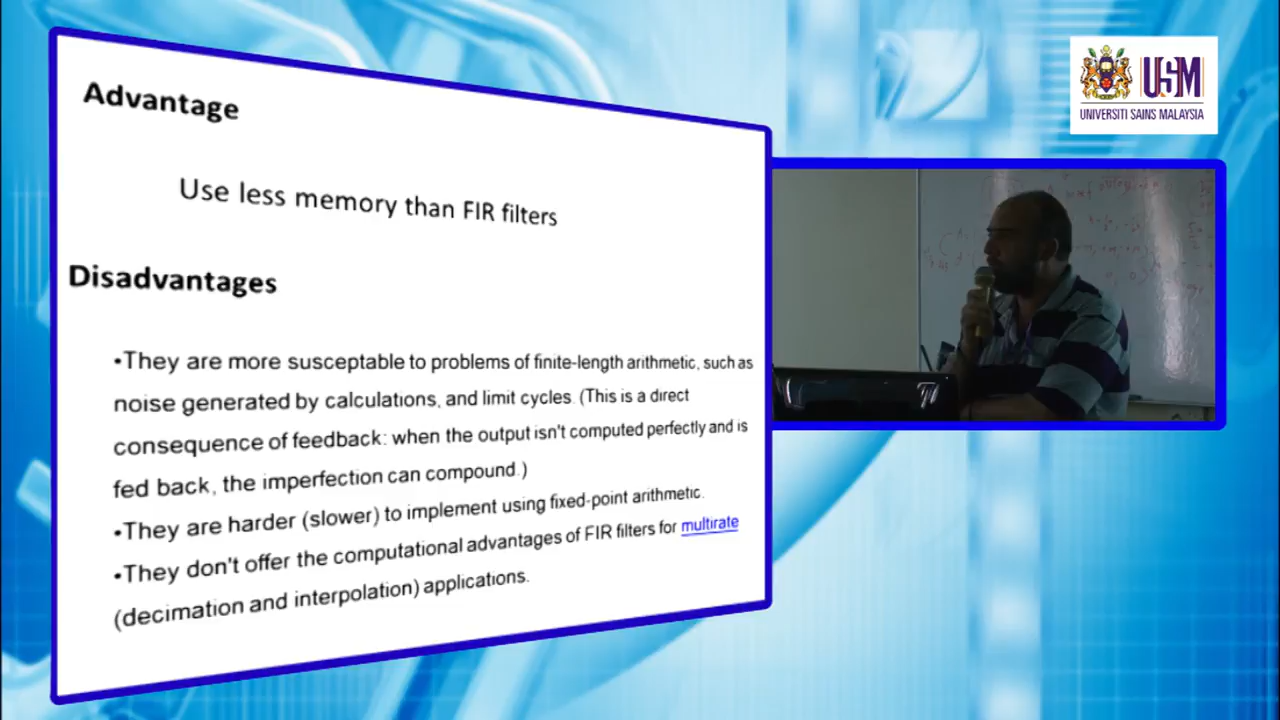 Advantage
Use less memory than FIR filters
Disadvantages
•They are more susceptable to problems of finite-length arithmetic, such as
noise generated by calculations, and limit cycles. (This is a direct
consequence of feedback: when the output isn't computed perfectly and is
fed back, the imperfection can compound.)
•They are harder (slower) to implement using fixed-point arithmetic.
•They don't offer the computational advantages of FIR filters for multirate
(decimation and interpolation) applications.
USM
UNIVERSITI SAINS MALAYSIA